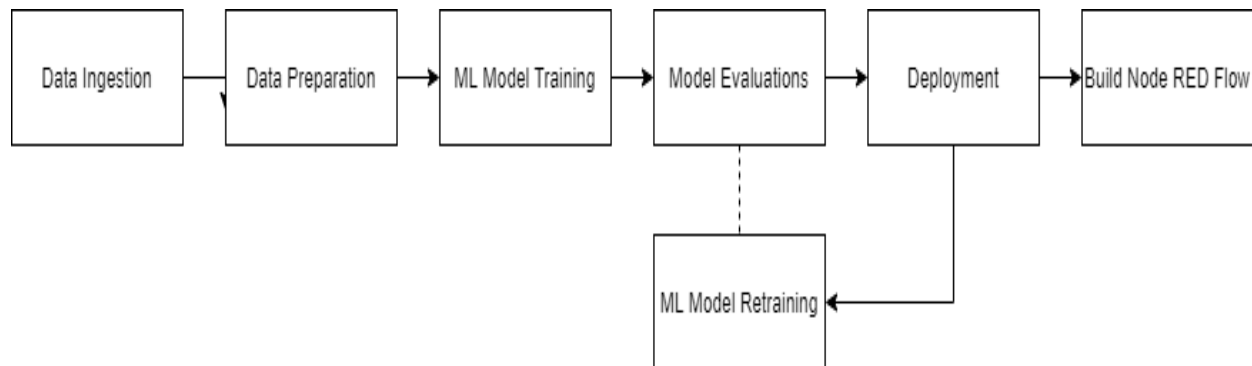 Data Ingestion
Data Preparation
ML Model Training
Model Evaluations
Deployment
Build Node RED Flow
ML Model Retraining